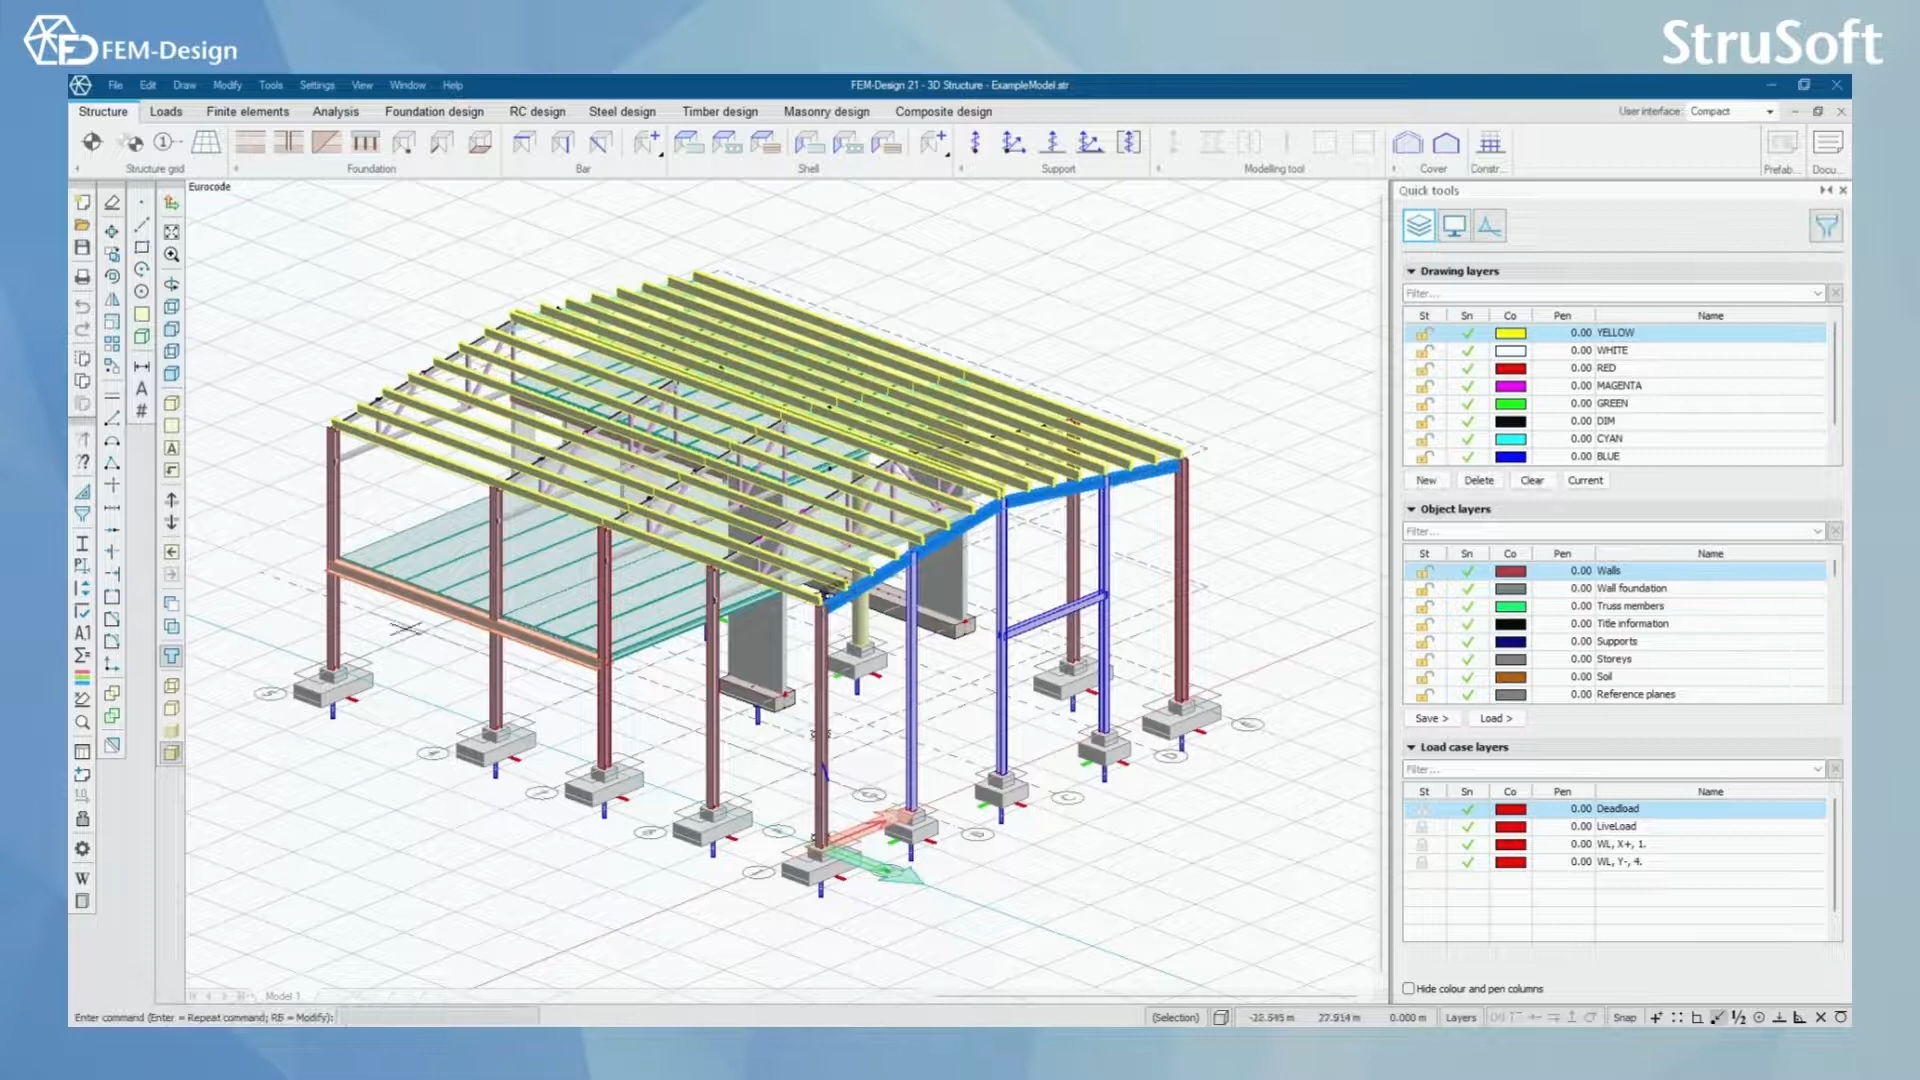 FEM-Design
StruSoft
File Edit Draw Modify Tools Settings View Window Help
FEM-Design 21 - 3D Structure - ExampleModel.str
Structure Loads Finite elements Analysis Foundation design RC design Steel design Timber design Masonry design Composite design
User interface: Compact
Structure grid Foundation Bar Shell Support Modelling tool Cover Constr... Prefab... Docu...
Eurocode
Quick tools
Drawing layers
Filter...
St Sn Co Pen Name
0.00 YELLOW
0.00 WHITE
0.00 RED
0.00 MAGENTA
0.00 GREEN
0.00 DIM
0.00 CYAN
0.00 BLUE
New Delete Clear Current
Object layers
Filter...
St Sn Co Pen Name
0.00 Walls
0.00 Wall foundation
0.00 Truss members
0.00 Title information
0.00 Supports
0.00 Storeys
0.00 Soil
0.00 Reference planes
Save > Load >
Load case layers
Filter...
St Sn Co Pen Name
0.00 Deadload
0.00 LiveLoad
0.00 WL, X+, 1.
0.00 WL, Y-, 4.
Hide colour and pen columns
Model 1
Enter command (Enter = Repeat command; RB = Modify):
(Selection) -22.545 m 27.914 m 0.000 m Layers Snap